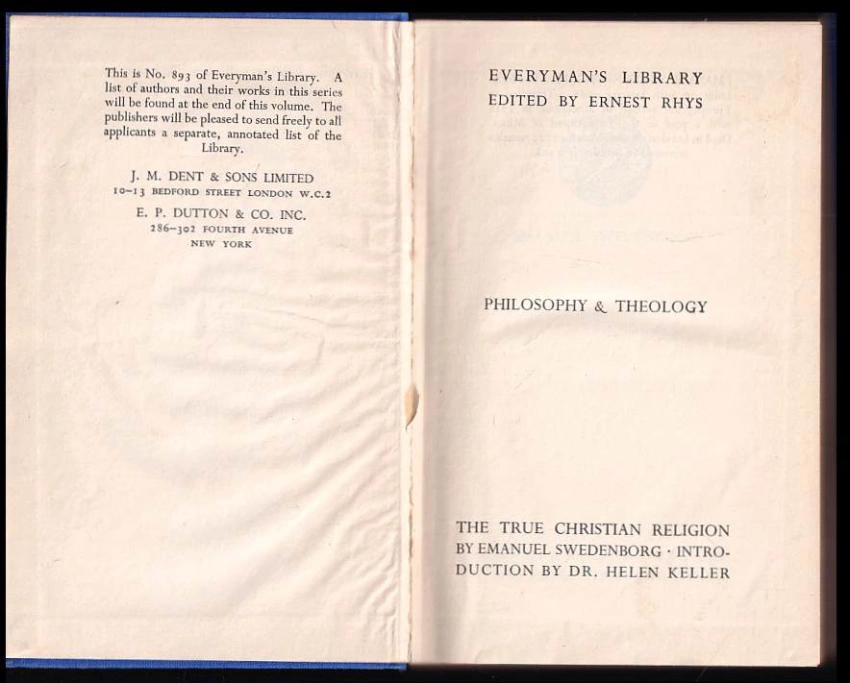 This is No. 893 of Everyman's Library. A
list of authors and their works in this series
will be found at the end of this volume. The
publishers will be pleased to send freely to all
applicants a separate, annotated list of the
Library.
J. M. DENT & SONS LIMITED
10–13 BEDFORD STREET LONDON W.C.2
E. P. DUTTON & CO. INC.
286–302 FOURTH AVENUE
NEW YORK
EVERYMAN'S LIBRARY
EDITED BY ERNEST RHYS
PHILOSOPHY & THEOLOGY
THE TRUE CHRISTIAN RELIGION
BY EMANUEL SWEDENBORG · INTRO-
DUCTION BY DR. HELEN KELLER